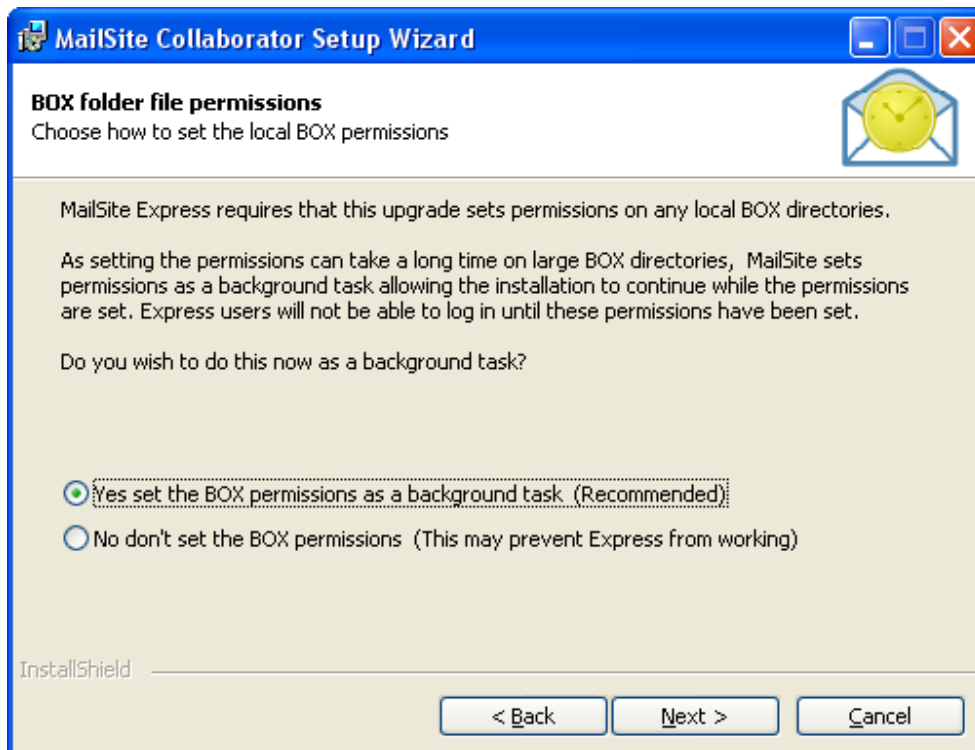 MailSite Collaborator Setup Wizard
BOX folder file permissions
Choose how to set the local BOX permissions
MailSite Express requires that this upgrade sets permissions on any local BOX directories.
As setting the permissions can take a long time on large BOX directories,  MailSite sets
permissions as a background task allowing the installation to continue while the permissions
are set. Express users will not be able to log in until these permissions have been set.
Do you wish to do this now as a background task?
Yes set the BOX permissions as a background task  (Recommended)
No don't set the BOX permissions  (This may prevent Express from working)
InstallShield
< Back
Next >
Cancel